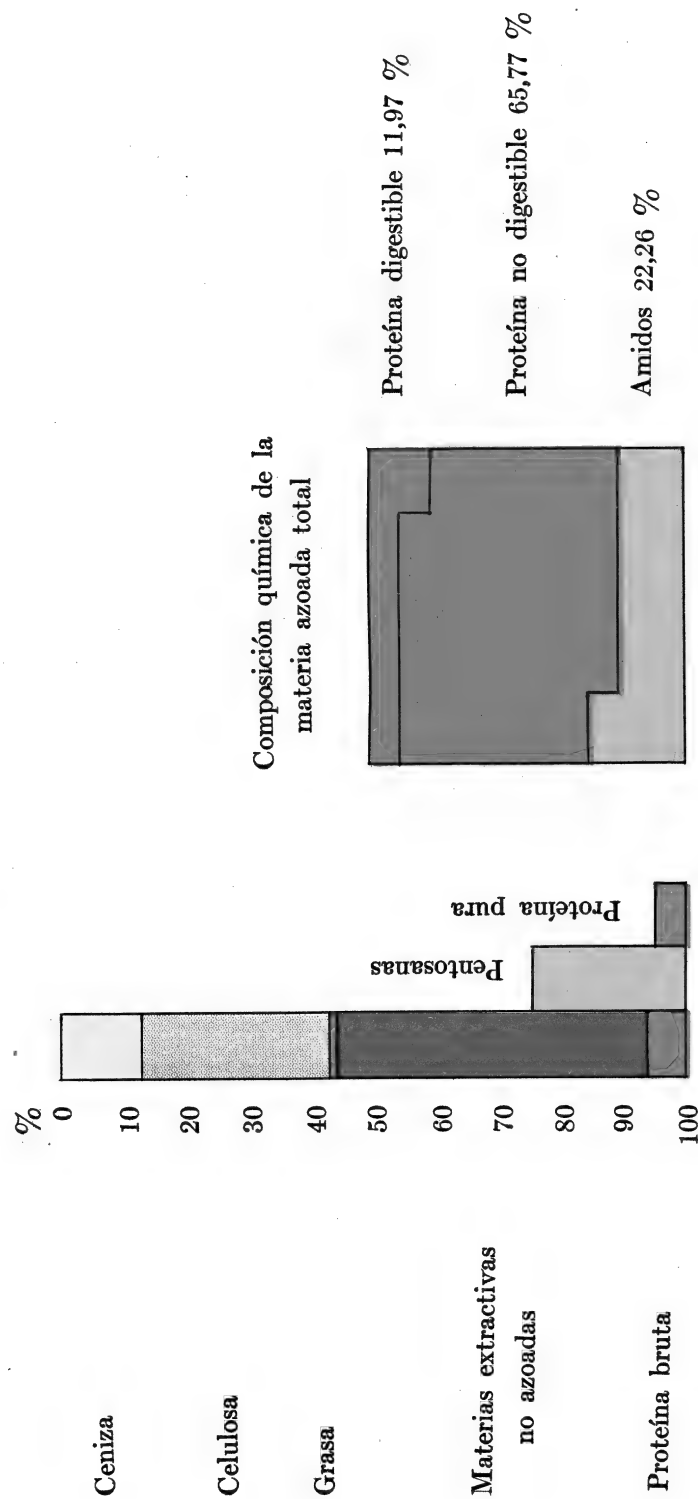 Ceniza
Celulosa
Grasa
Materias extractivas
no azoadas
Proteína bruta
%
0
10
20
30
40
50
60
70
80
90
100
Pentosanas
Proteína pura
Composición química de la
materia azoada total
Proteína digestible 11,97 %
Proteína no digestible 65,77 %
Amidos 22,26 %